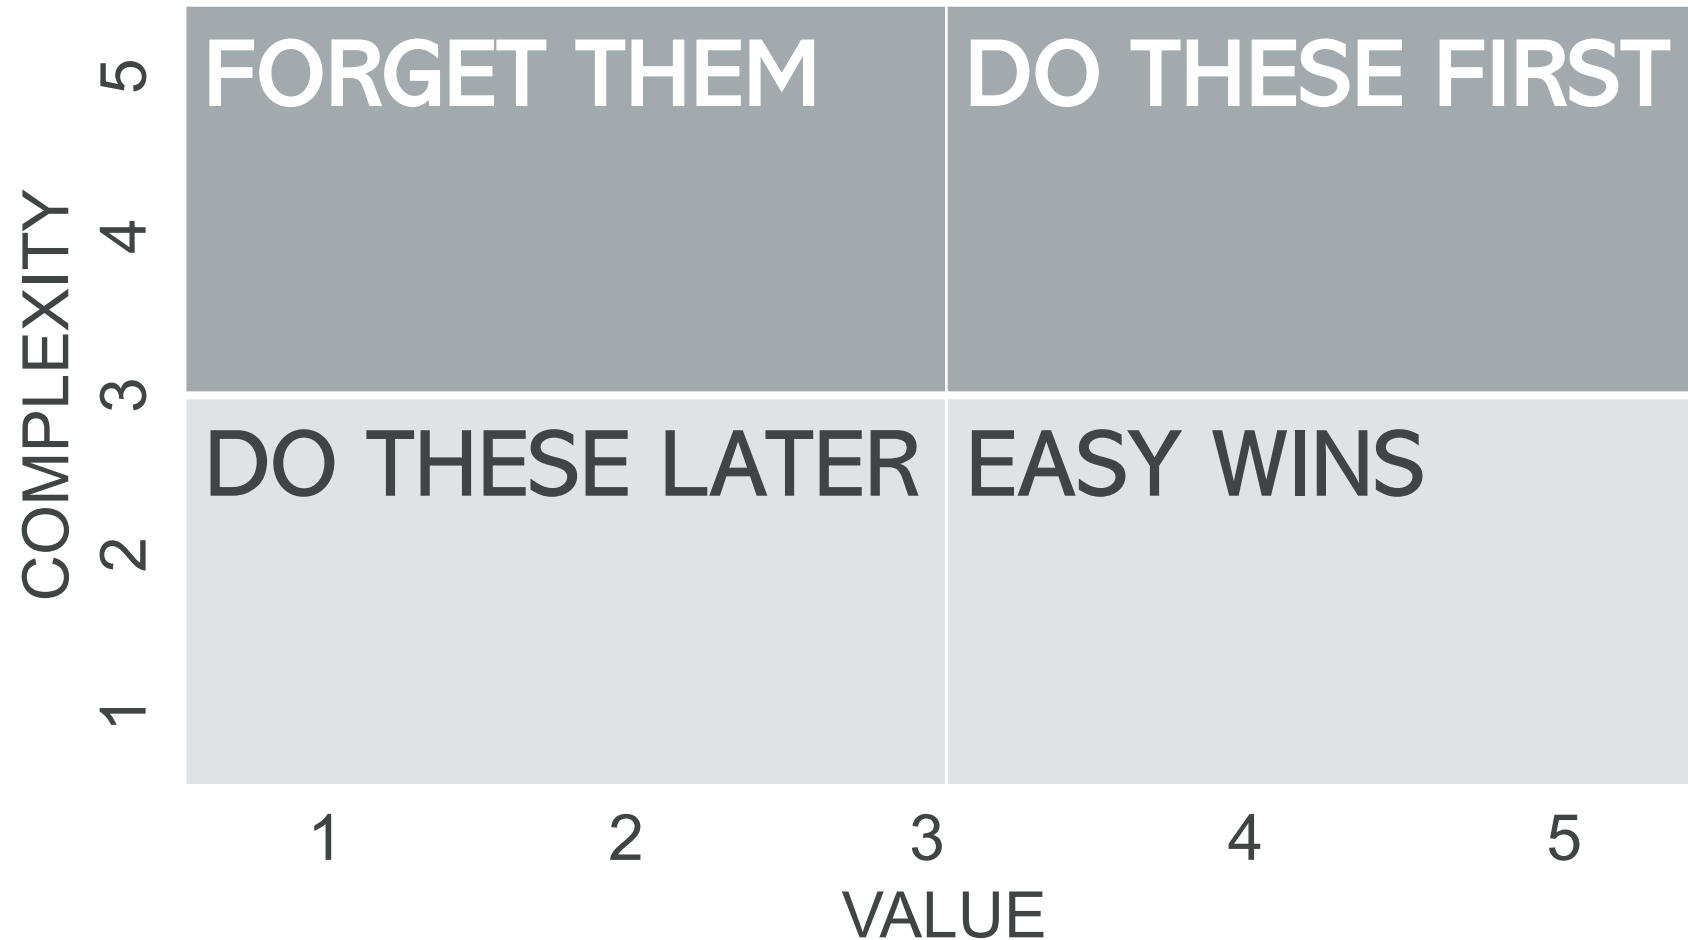 COMPLEXITY
5
4
3
2
1
FORGET THEM
DO THESE FIRST
DO THESE LATER
EASY WINS
1 2 3 4 5
VALUE